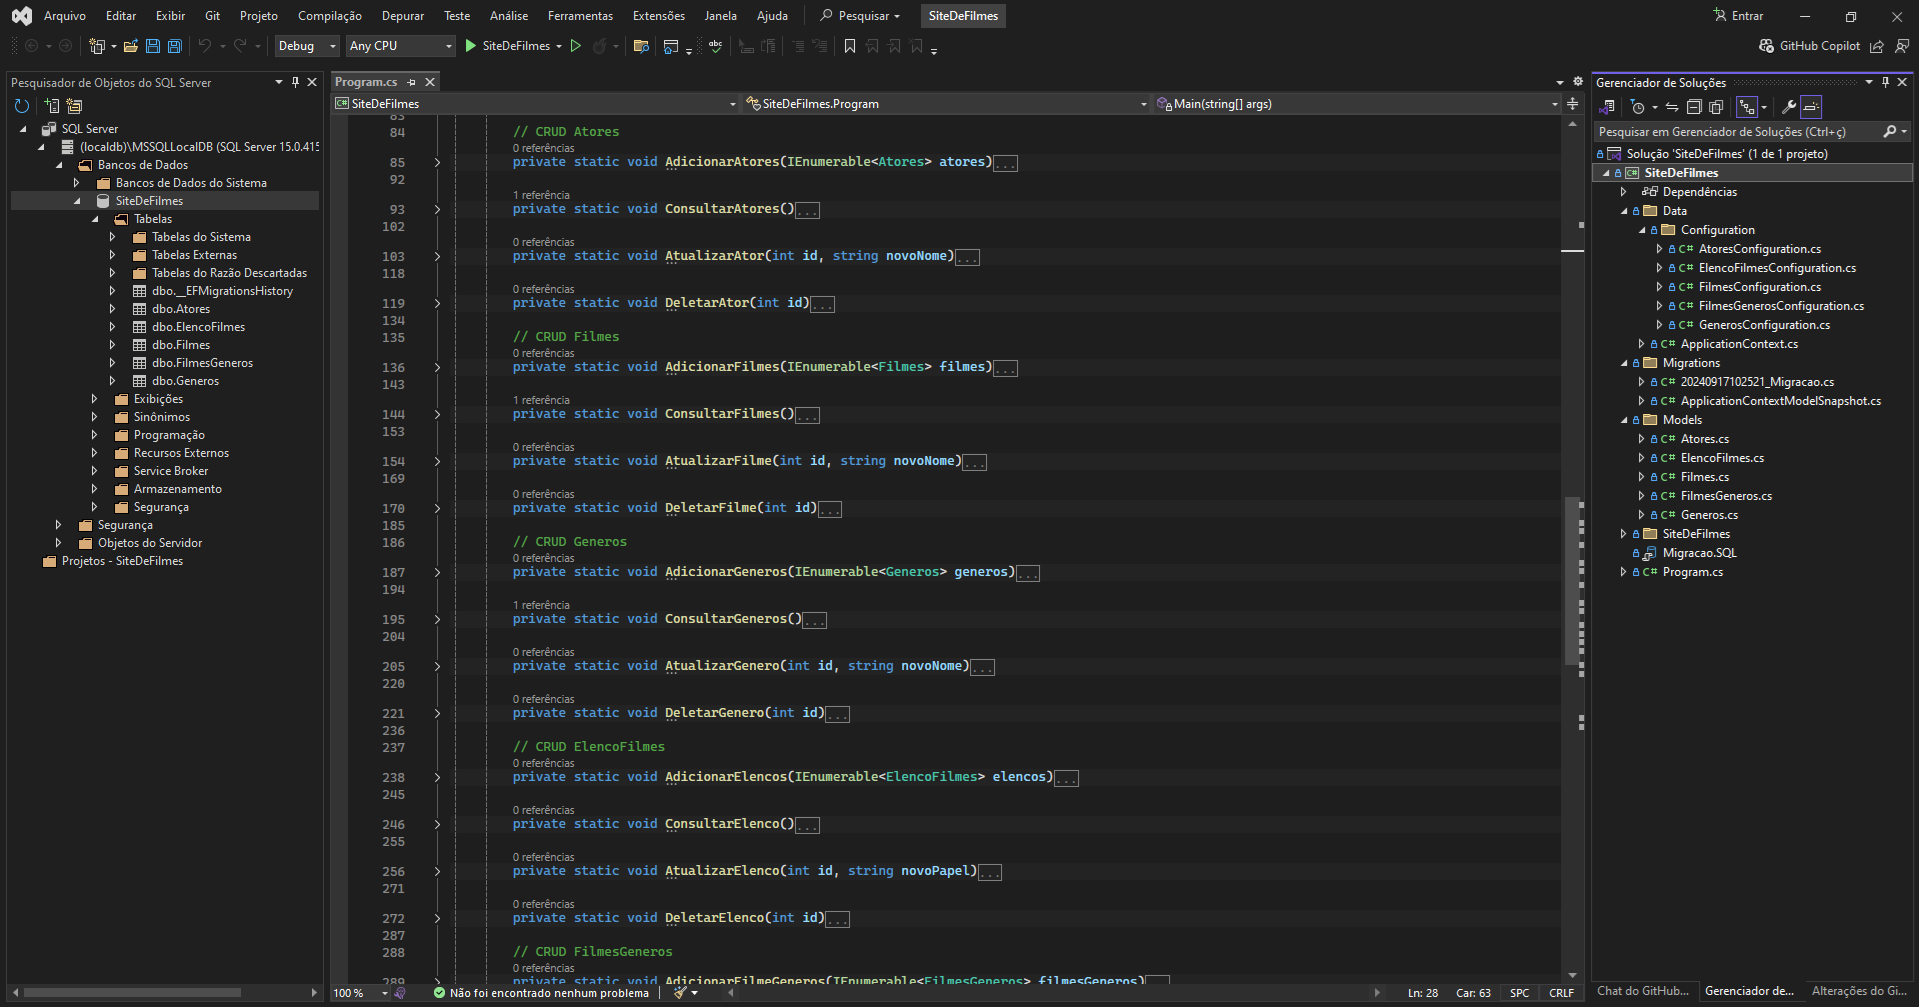 Arquivo Editar Exibir Git Projeto Compilação Depurar Teste Análise Ferramentas Extensões Janela Ajuda Pesquisar SiteDeFilmes Entrar
Debug Any CPU SiteDeFilmes GitHub Copilot
Pesquisador de Objetos do SQL Server
SQL Server
(localdb)\MSSQLLocalDB (SQL Server 15.0.415
Bancos de Dados
Bancos de Dados do Sistema
SiteDeFilmes
Tabelas
Tabelas do Sistema
Tabelas Externas
Tabelas do Razão Descartadas
dbo.__EFMigrationsHistory
dbo.Atores
dbo.ElencoFilmes
dbo.Filmes
dbo.FilmesGeneros
dbo.Generos
Exibições
Sinônimos
Programação
Recursos Externos
Service Broker
Armazenamento
Segurança
Segurança
Objetos do Servidor
Projetos - SiteDeFilmes
Program.cs
SiteDeFilmes SiteDeFilmes.Program Main(string[] args)
83
84 // CRUD Atores
0 referências
85 private static void AdicionarAtores(IEnumerable<Atores> atores)...
92
1 referência
93 private static void ConsultarAtores()...
102
0 referências
103 private static void AtualizarAtor(int id, string novoNome)...
118
0 referências
119 private static void DeletarAtor(int id)...
134
135 // CRUD Filmes
0 referências
136 private static void AdicionarFilmes(IEnumerable<Filmes> filmes)...
143
1 referência
144 private static void ConsultarFilmes()...
153
0 referências
154 private static void AtualizarFilme(int id, string novoNome)...
169
0 referências
170 private static void DeletarFilme(int id)...
185
186 // CRUD Generos
0 referências
187 private static void AdicionarGeneros(IEnumerable<Generos> generos)...
194
1 referência
195 private static void ConsultarGeneros()...
204
0 referências
205 private static void AtualizarGenero(int id, string novoNome)...
220
0 referências
221 private static void DeletarGenero(int id)...
236
237 // CRUD ElencoFilmes
0 referências
238 private static void AdicionarElencos(IEnumerable<ElencoFilmes> elencos)...
245
0 referências
246 private static void ConsultarElenco()...
255
0 referências
256 private static void AtualizarElenco(int id, string novoPapel)...
271
0 referências
272 private static void DeletarElenco(int id)...
287
288 // CRUD FilmesGeneros
0 referências
289 private static void AdicionarFilmeGeneros(IEnumerable<FilmesGeneros> filmesGeneros)
100 % Não foi encontrado nenhum problema Ln: 28 Car: 63 SPC CRLF
Gerenciador de Soluções
Pesquisar em Gerenciador de Soluções (Ctrl+ç)
Solução 'SiteDeFilmes' (1 de 1 projeto)
SiteDeFilmes
Dependências
Data
Configuration
C# AtoresConfiguration.cs
C# ElencoFilmesConfiguration.cs
C# FilmesConfiguration.cs
C# FilmesGenerosConfiguration.cs
C# GenerosConfiguration.cs
C# ApplicationContext.cs
Migrations
C# 20240917102521_Migracao.cs
C# ApplicationContextModelSnapshot.cs
Models
C# Atores.cs
C# ElencoFilmes.cs
C# Filmes.cs
C# FilmesGeneros.cs
C# Generos.cs
SiteDeFilmes
Migracao.SQL
C# Program.cs
Chat do GitHub... Gerenciador de... Alterações do Gi...